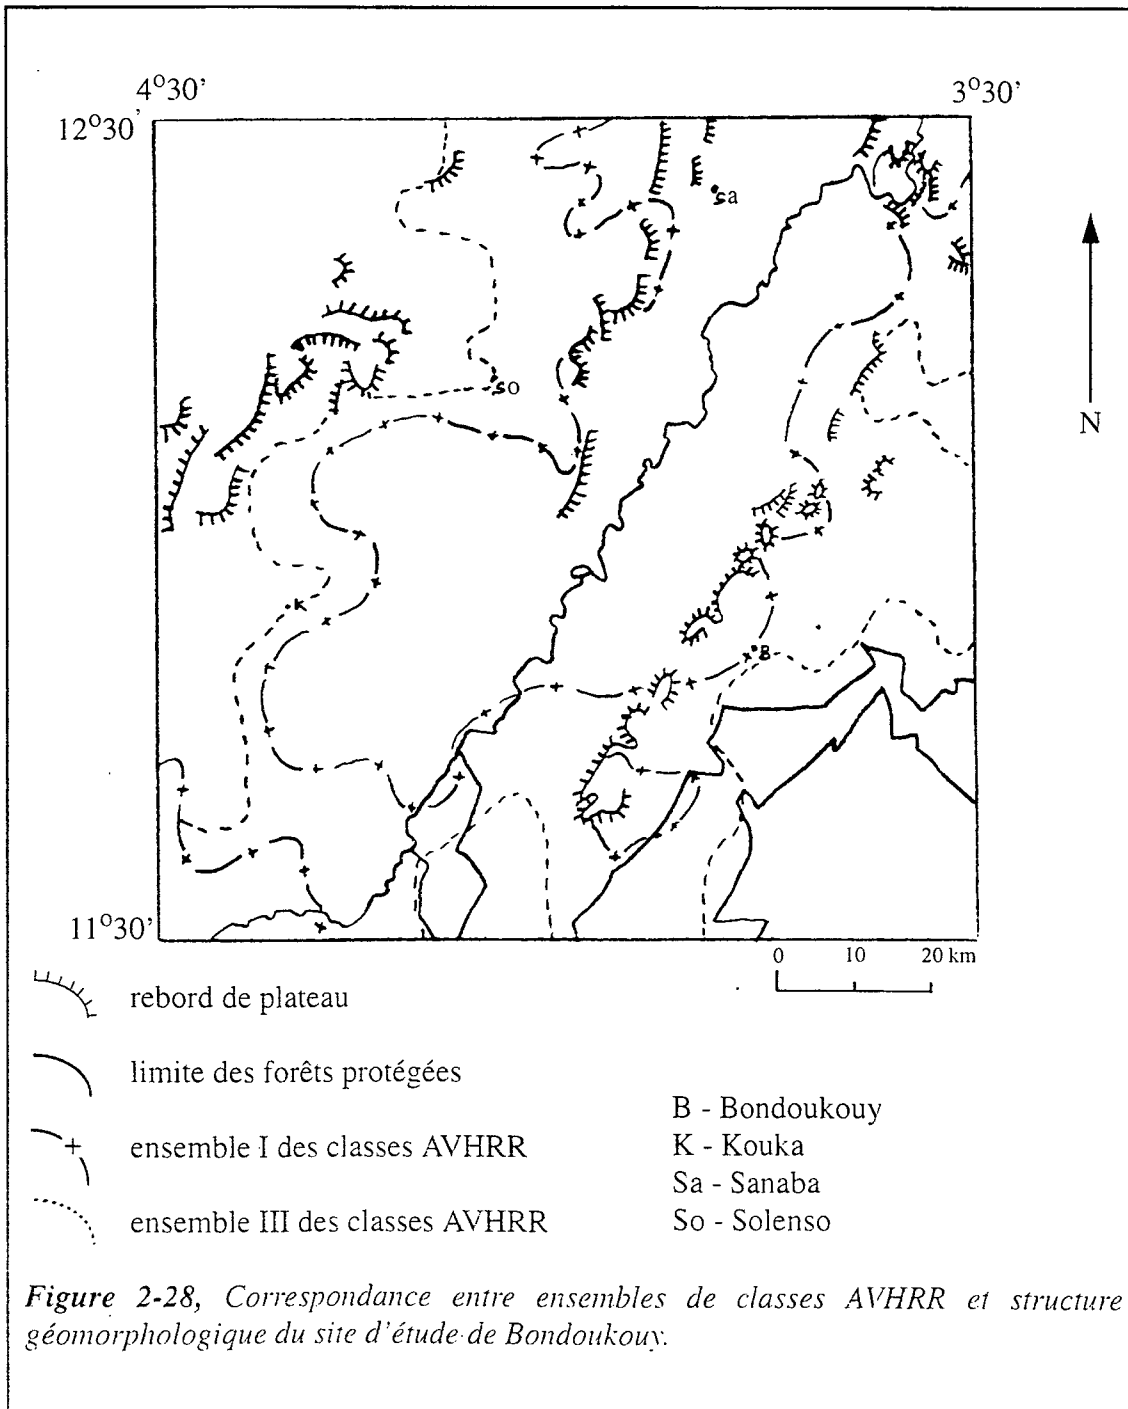 4°30'
3°30'
12°30'
sa
so
N
K
B
11°30'
0 10 20 km
rebord de plateau
limite des forêts protégées
ensemble I des classes AVHRR
ensemble III des classes AVHRR
B - Bondoukouy
K - Kouka
Sa - Sanaba
So - Solenso
Figure 2-28, Correspondance entre ensembles de classes AVHRR et structure
géomorphologique du site d'étude de Bondoukouy.